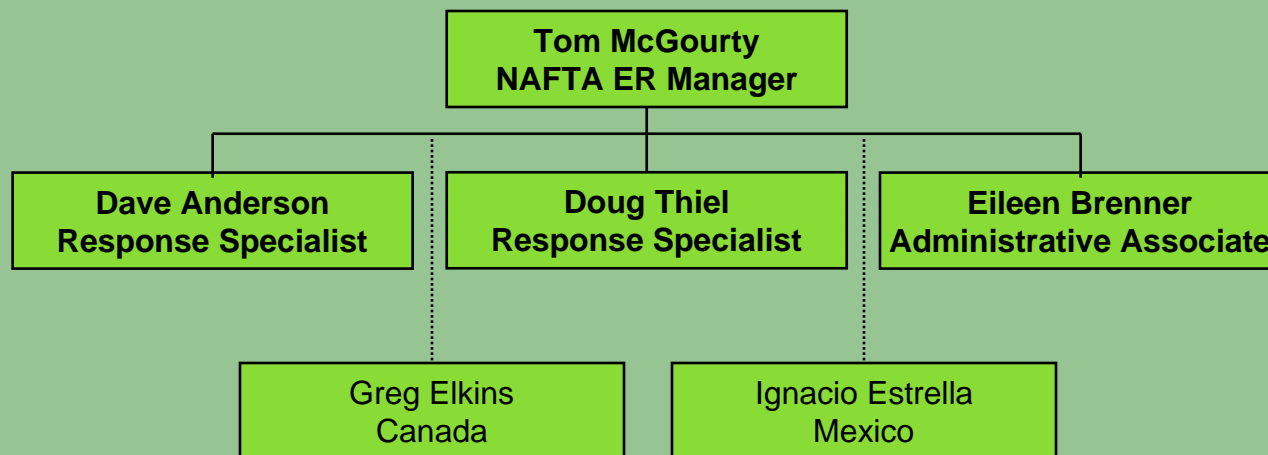 Tom McGourty
NAFTA ER Manager
Dave Anderson
Response Specialist
Doug Thiel
Response Specialist
Eileen Brenner
Administrative Associate
Greg Elkins
Canada
Ignacio Estrella
Mexico